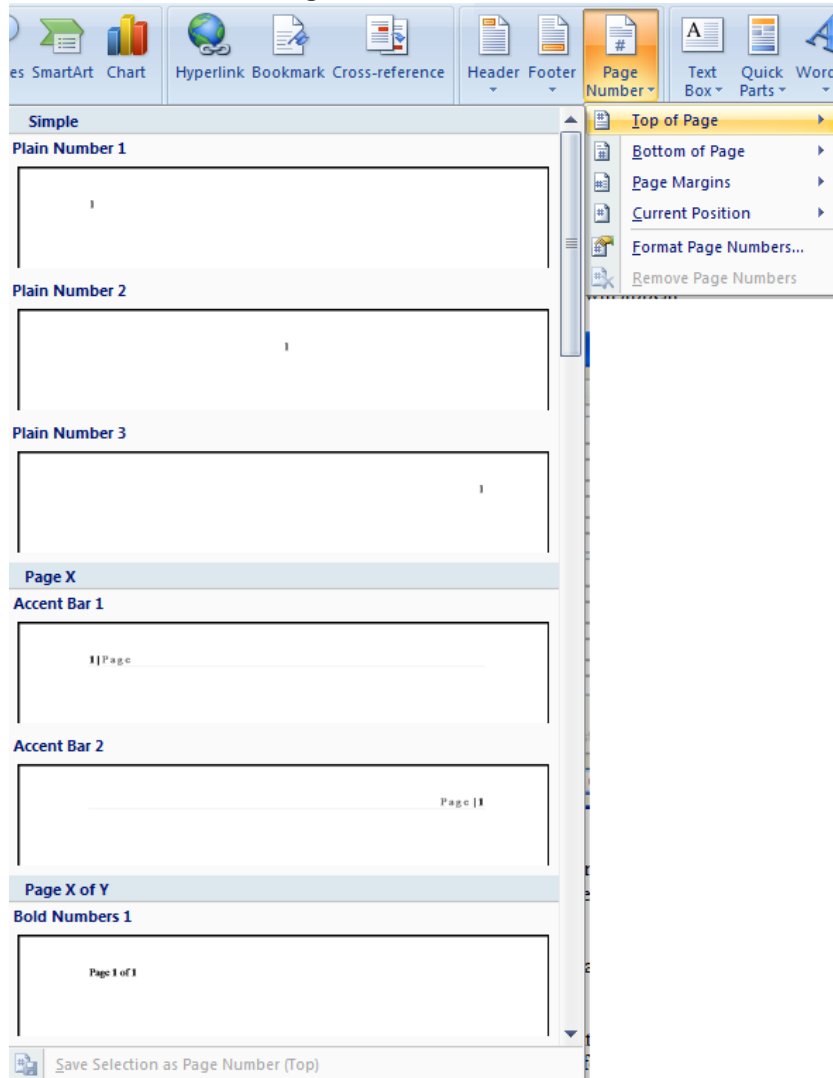 es SmartArt Chart Hyperlink Bookmark Cross-reference Header Footer Page Number Text Box Quick Parts Word
Top of Page
Bottom of Page
Page Margins
Current Position
Format Page Numbers...
Remove Page Numbers
Simple
Plain Number 1
1
Plain Number 2
1
Plain Number 3
1
Page X
Accent Bar 1
1|Page
Accent Bar 2
Page|1
Page X of Y
Bold Numbers 1
Page 1 of 1
Save Selection as Page Number (Top)